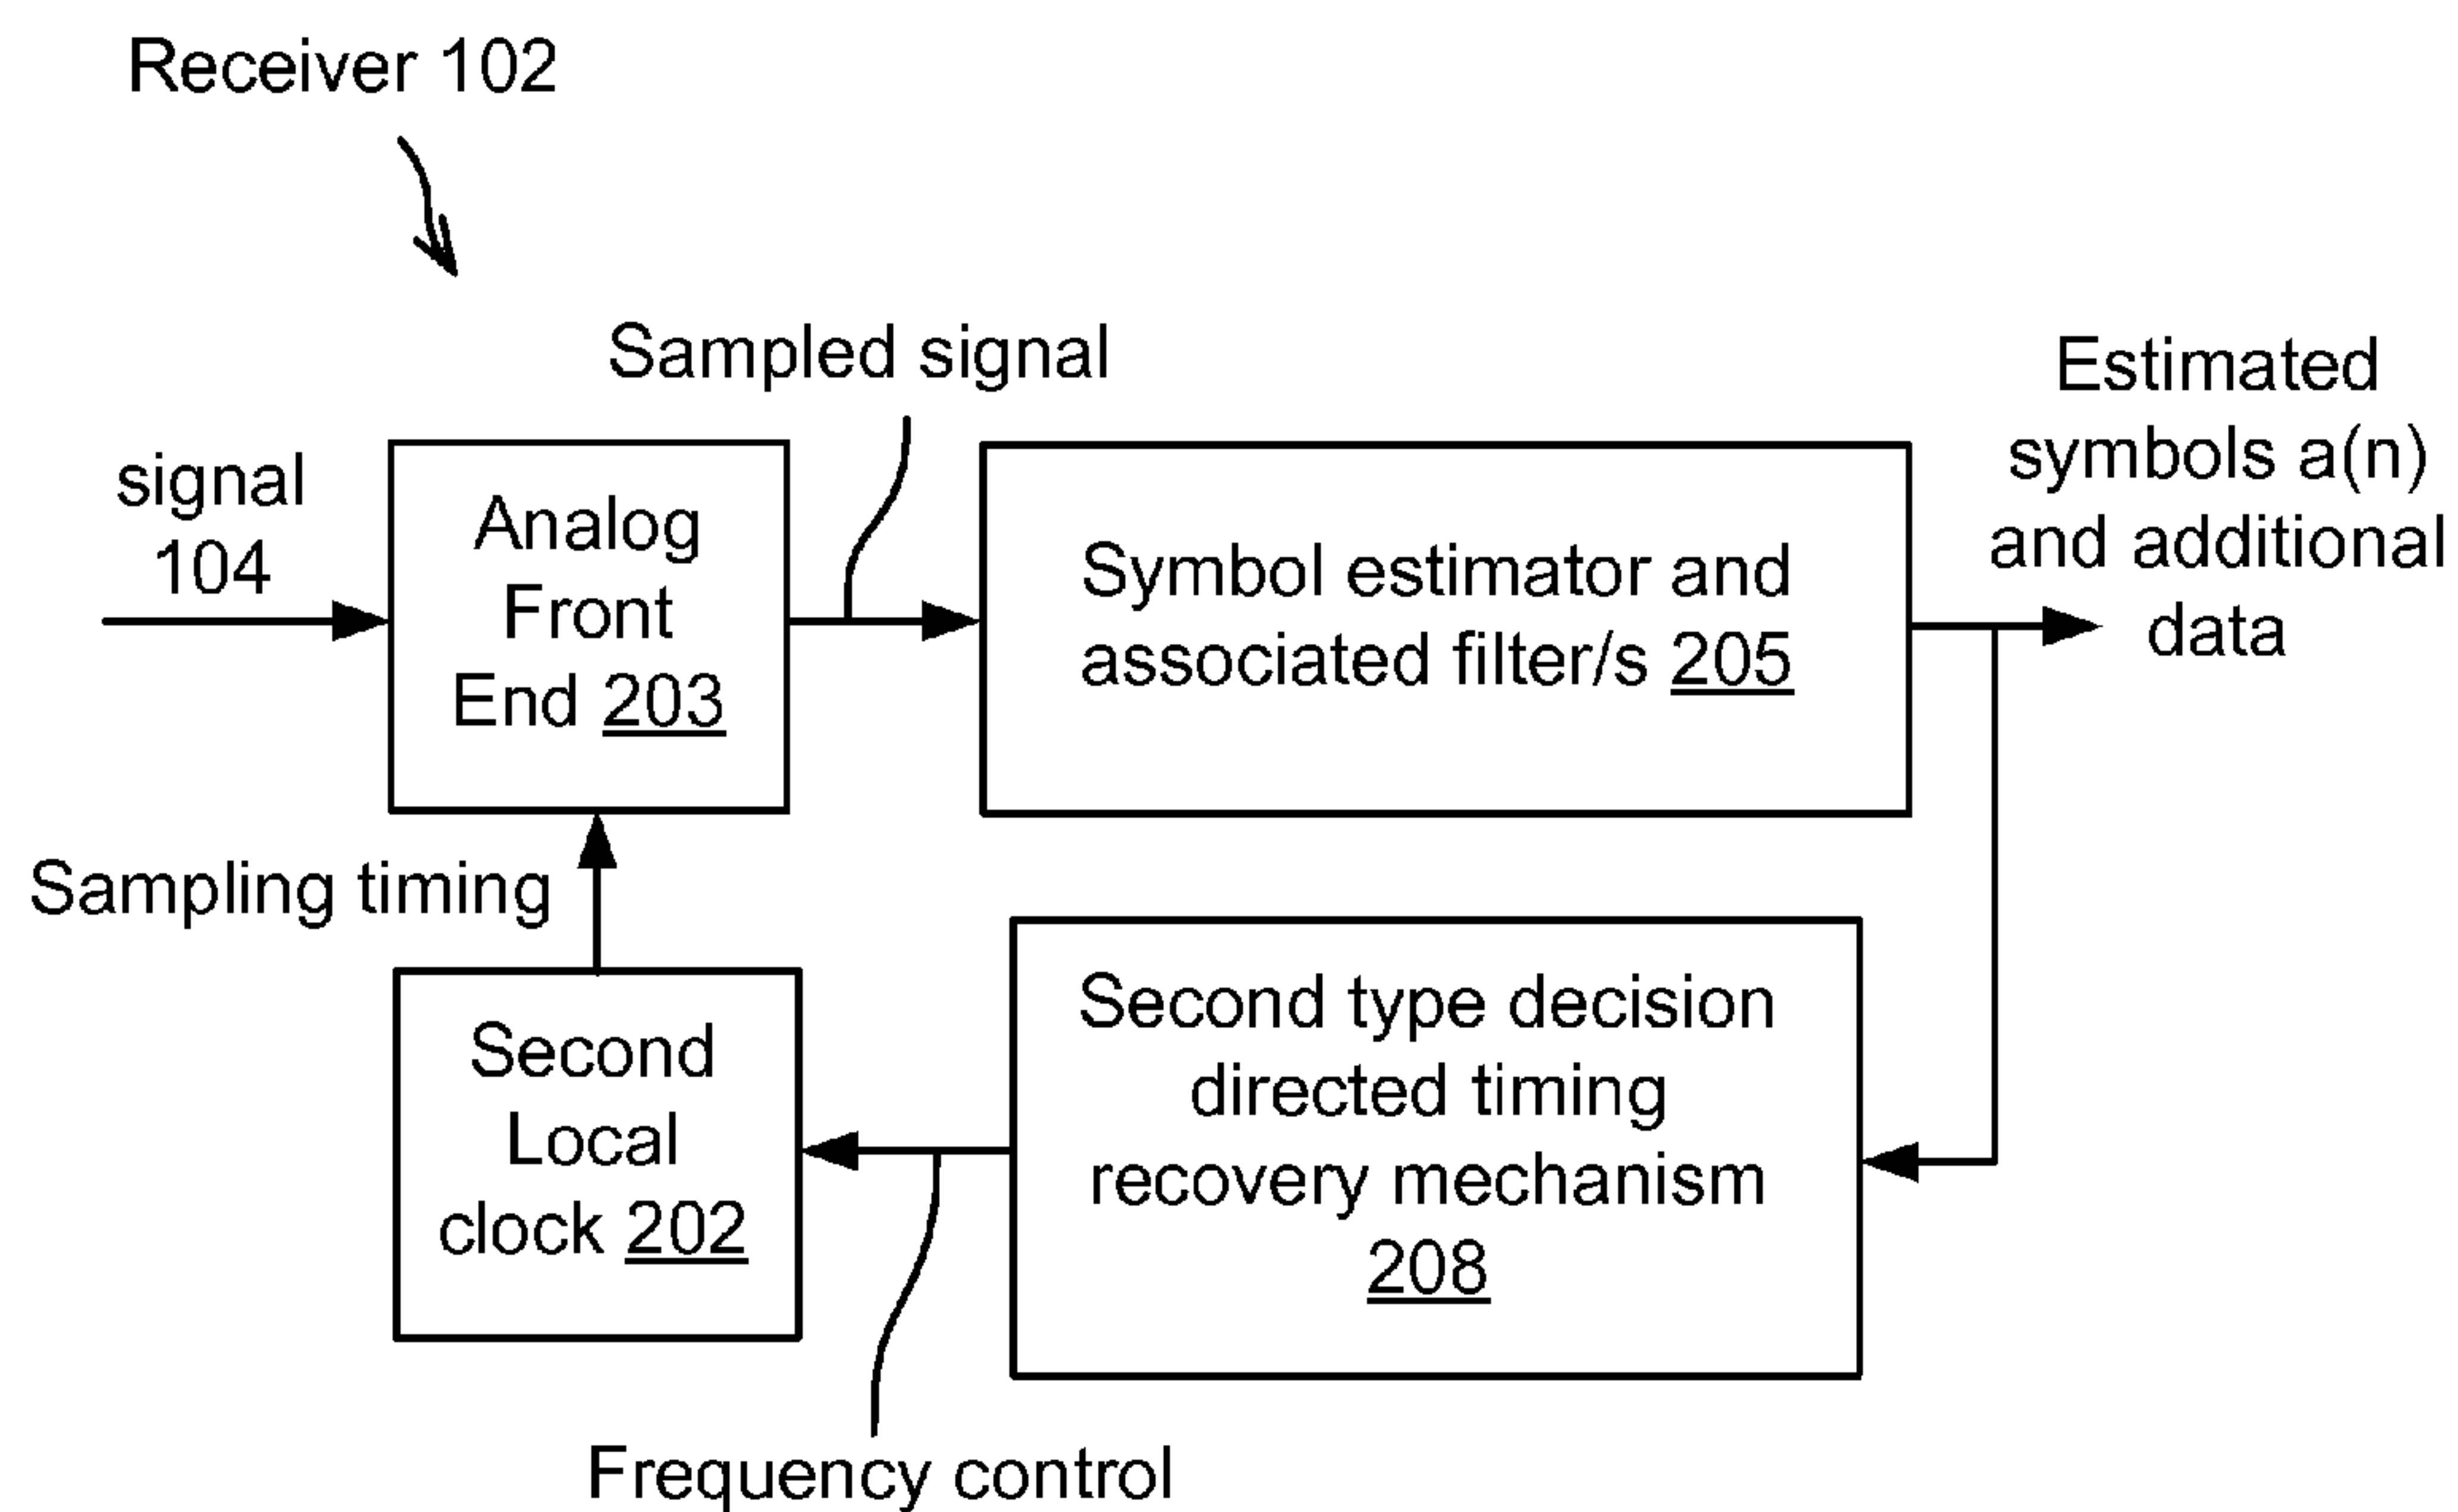 Receiver 102
Sampled signal
signal
104
Analog
Front
End 203
Symbol estimator and
associated filter/s 205
Estimated
symbols a(n)
and additional
data
Sampling timing
Second
Local
clock 202
Second type decision
directed timing
recovery mechanism
208
Frequency control